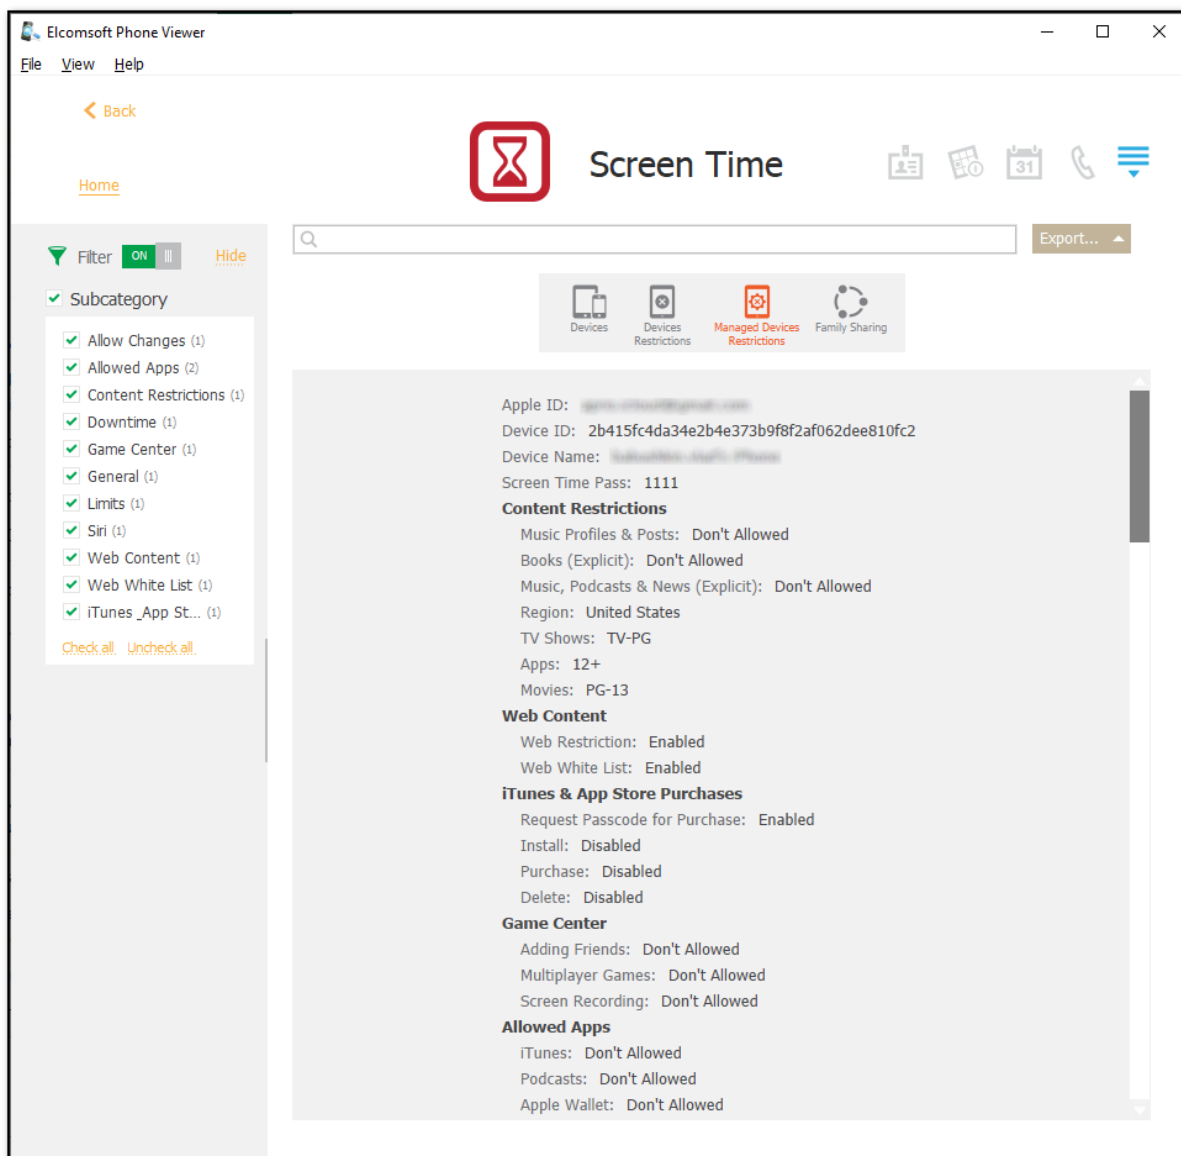 Elcomsoft Phone Viewer
File View Help
Back
Screen Time
31
Home
Filter ON Hide
Export...
Subcategory
Allow Changes (1)
Allowed Apps (2)
Content Restrictions (1)
Downtime (1)
Game Center (1)
General (1)
Limits (1)
Siri (1)
Web Content (1)
Web White List (1)
iTunes _App St... (1)
Check all Uncheck all
Devices
Devices
Restrictions
Managed Devices
Restrictions
Family Sharing
Apple ID:
Device ID: 2b415fc4da34e2b4e373b9f8f2af062dee810fc2
Device Name:
Screen Time Pass: 1111
Content Restrictions
Music Profiles & Posts: Don't Allowed
Books (Explicit): Don't Allowed
Music, Podcasts & News (Explicit): Don't Allowed
Region: United States
TV Shows: TV-PG
Apps: 12+
Movies: PG-13
Web Content
Web Restriction: Enabled
Web White List: Enabled
iTunes & App Store Purchases
Request Passcode for Purchase: Enabled
Install: Disabled
Purchase: Disabled
Delete: Disabled
Game Center
Adding Friends: Don't Allowed
Multiplayer Games: Don't Allowed
Screen Recording: Don't Allowed
Allowed Apps
iTunes: Don't Allowed
Podcasts: Don't Allowed
Apple Wallet: Don't Allowed